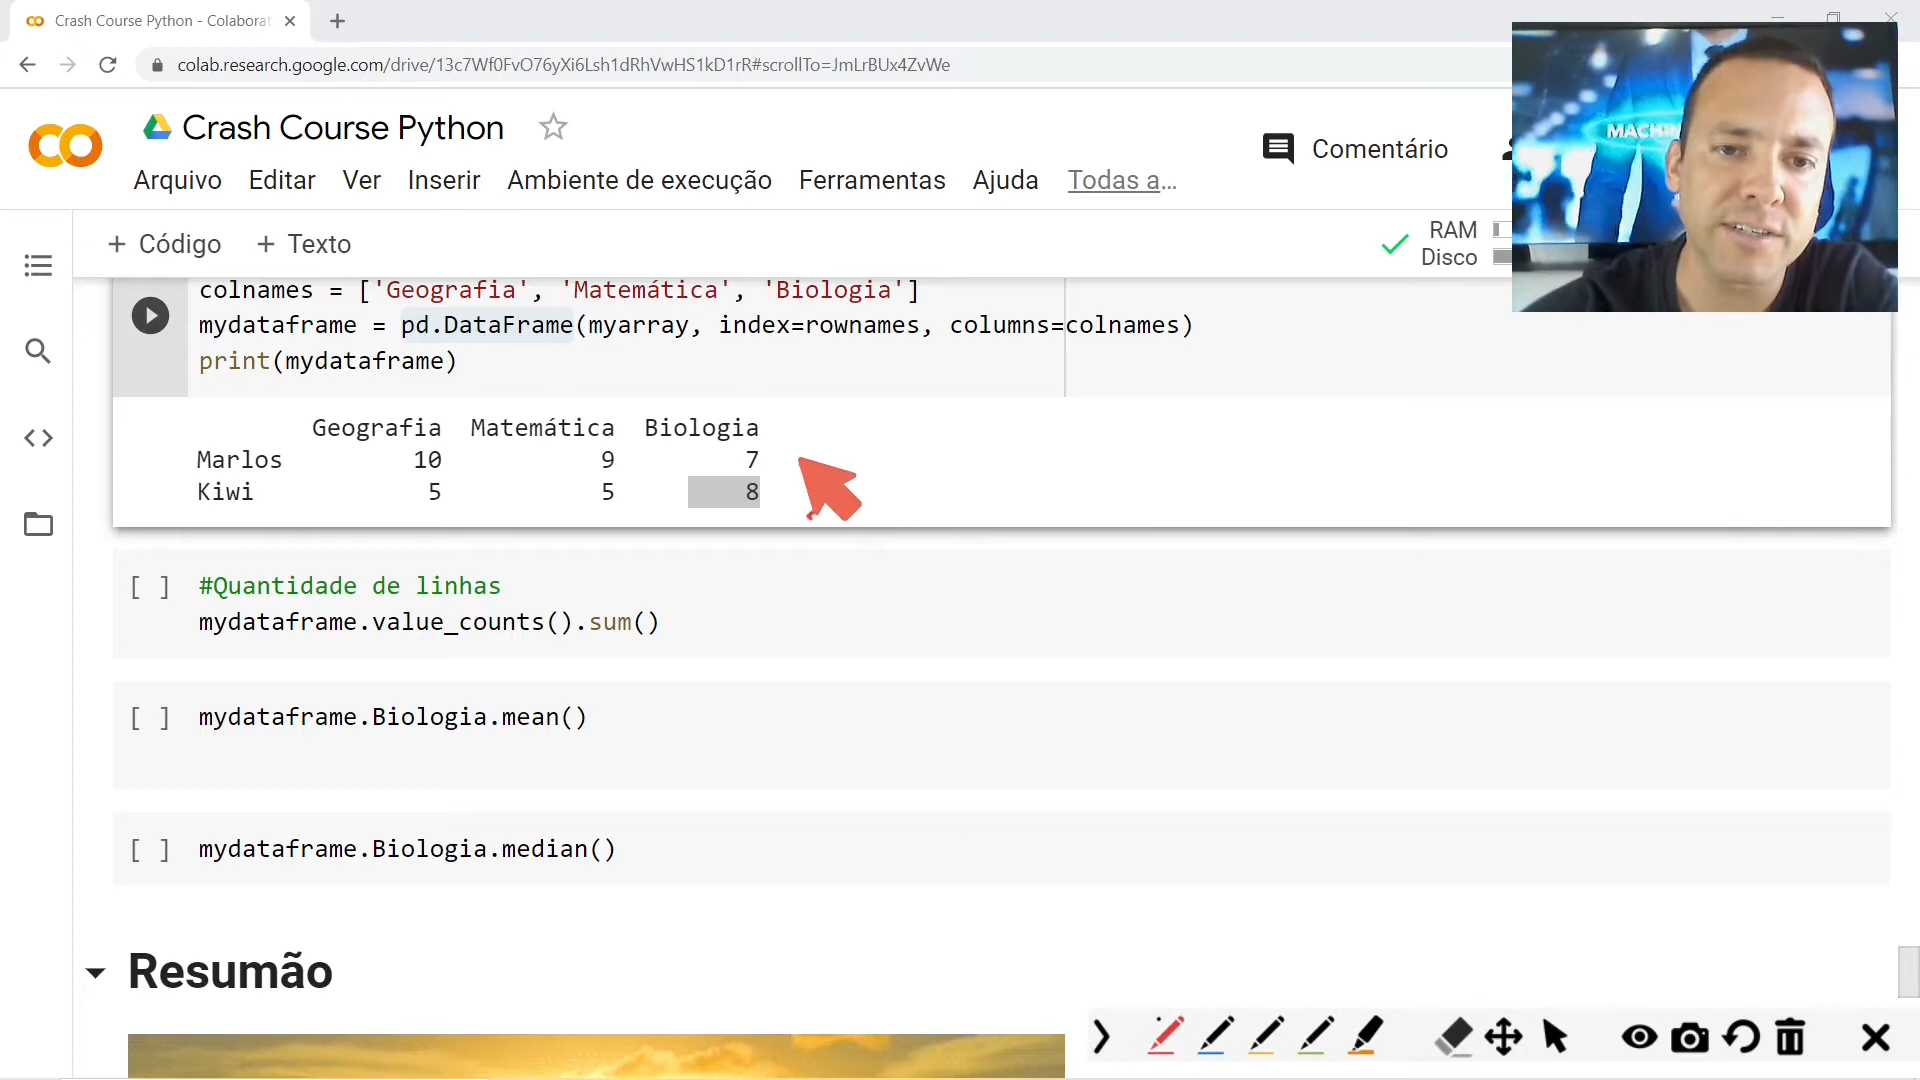 Crash Course Python - Colaborat
colab.research.google.com/drive/13c7Wf0FvO76yXi6Lsh1dRhVwHS1kD1rR#scrollTo=JmLrBUx4ZvWe
Crash Course Python
Comentário
Arquivo Editar Ver Inserir Ambiente de execução Ferramentas Ajuda Todas a...
MACHIN
+ Código + Texto
RAM
Disco
colnames = ['Geografia', 'Matemática', 'Biologia']
mydataframe = pd.DataFrame(myarray, index=rownames, columns=colnames)
print(mydataframe)
Geografia Matemática Biologia
Marlos 10 9 7
Kiwi 5 5 8
[ ] #Quantidade de linhas
mydataframe.value_counts().sum()
[ ] mydataframe.Biologia.mean()
[ ] mydataframe.Biologia.median()
Resumão